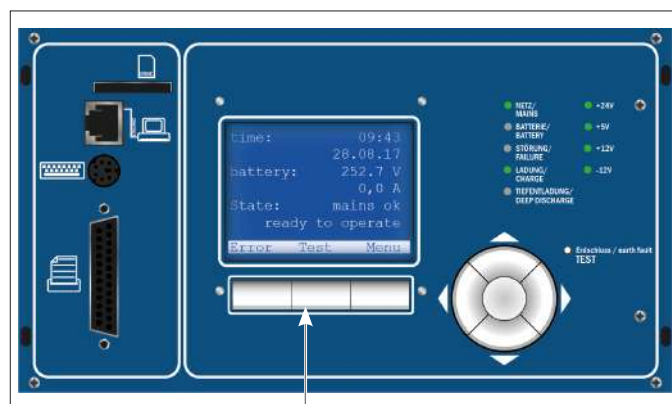 time: 09:43
28.08.17
battery: 252.7 V
0,0 A
State: mains ok
ready to operate
Error Test Menu
NETZ/
MAINS
BATTERIE/
BATTERY
STÖRUNG/
FAILURE
LADUNG/
CHARGE
TIEFENTLADUNG/
DEEP DISCHARGE
+24V
+5V
+12V
-12V
Erdschluss / earth fault
TEST